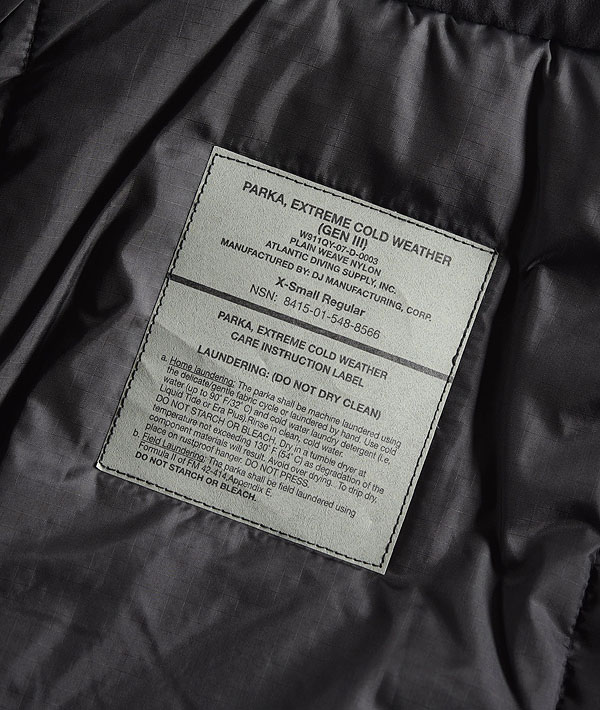 PARKA, EXTREME COLD WEATHER
(GEN III)
W911QY-07-D-0003
PLAIN WEAVE NYLON
ATLANTIC DIVING SUPPLY, INC.
MANUFACTURED BY: DJ MANUFACTURING, CORP.
X-Small Regular
NSN: 8415-01-548-8566
PARKA, EXTREME COLD WEATHER
CARE INSTRUCTION LABEL
LAUNDERING: (DO NOT DRY CLEAN)
a. Home laundering: The parka shall be machine laundered using
the delicate/gentle fabric cycle or laundered by hand. Use cold
water (up to 90° F/32° C) and cold water laundry detergent (i.e.
Liquid Tide or Era Plus) Rinse in clean, cold water.
DO NOT STARCH OR BLEACH. Dry in a tumble dryer at
temperature not exceeding 130° F (54° C) as degradation of the
component materials will result. Avoid over drying.. To drip dry,
place on rustproof hanger. DO NOT PRESS.
b. Field Laundering: The parka shall be field laundered using
Formula II of FM 42-414,Appendix E.
DO NOT STARCH OR BLEACH.